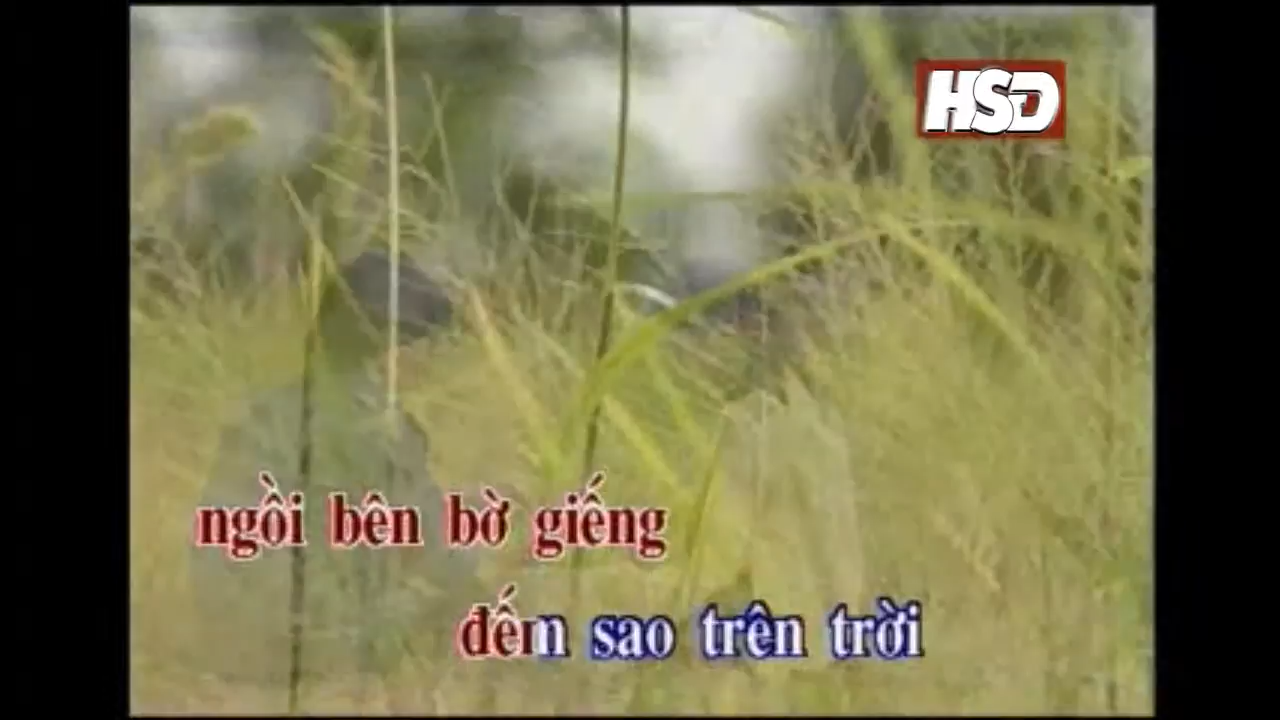 HSD
ngồi bên bờ giếng
đếm sao trên trời